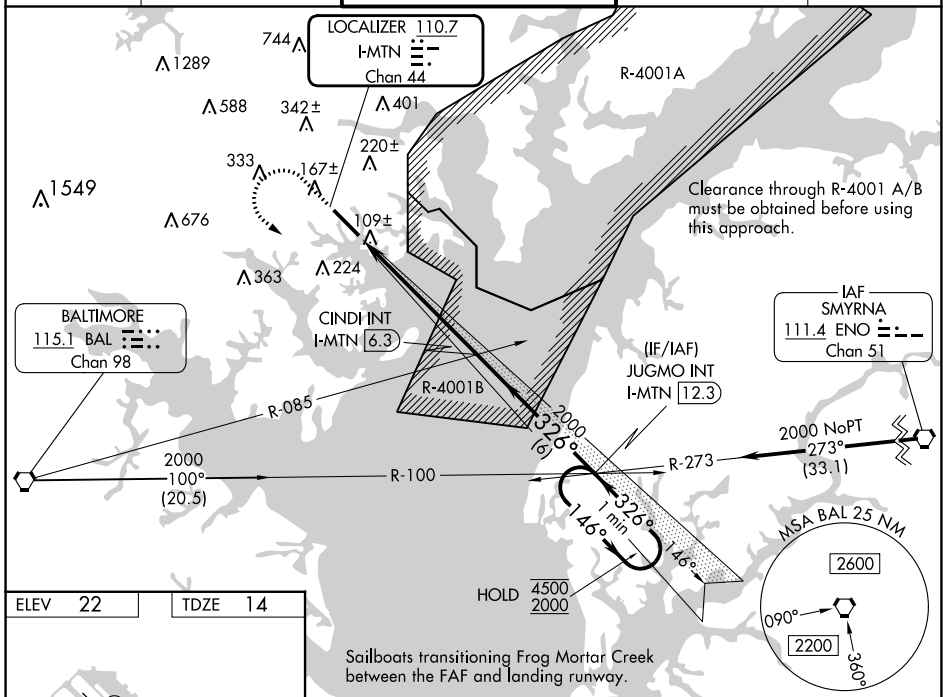 LOCALIZER 110.7
I-MTN
Chan 44
744
1289
588
342±
401
R-4001A
333
167±
220±
1549
676
109±
363
224
Clearance through R-4001 A/B
must be obtained before using
this approach.
BALTIMORE
115.1 BAL
Chan 98
CINDI INT
I-MTN 6.3
IAF
SMYRNA
111.4 ENO
Chan 51
(IF/IAF)
JUGMO INT
I-MTN 12.3
R-4001B
R-085
2000
326°
(6)
2000 NoPT
273°
(33.1)
R-273
2000
100°
(20.5)
R-100
326°
1 min
146°
146°
HOLD 4500
2000
MSA BAL 25 NM
2600
090°
2200
360°
ELEV 22
TDZE 14
Sailboats transitioning Frog Mortar Creek
between the FAF and landing runway.